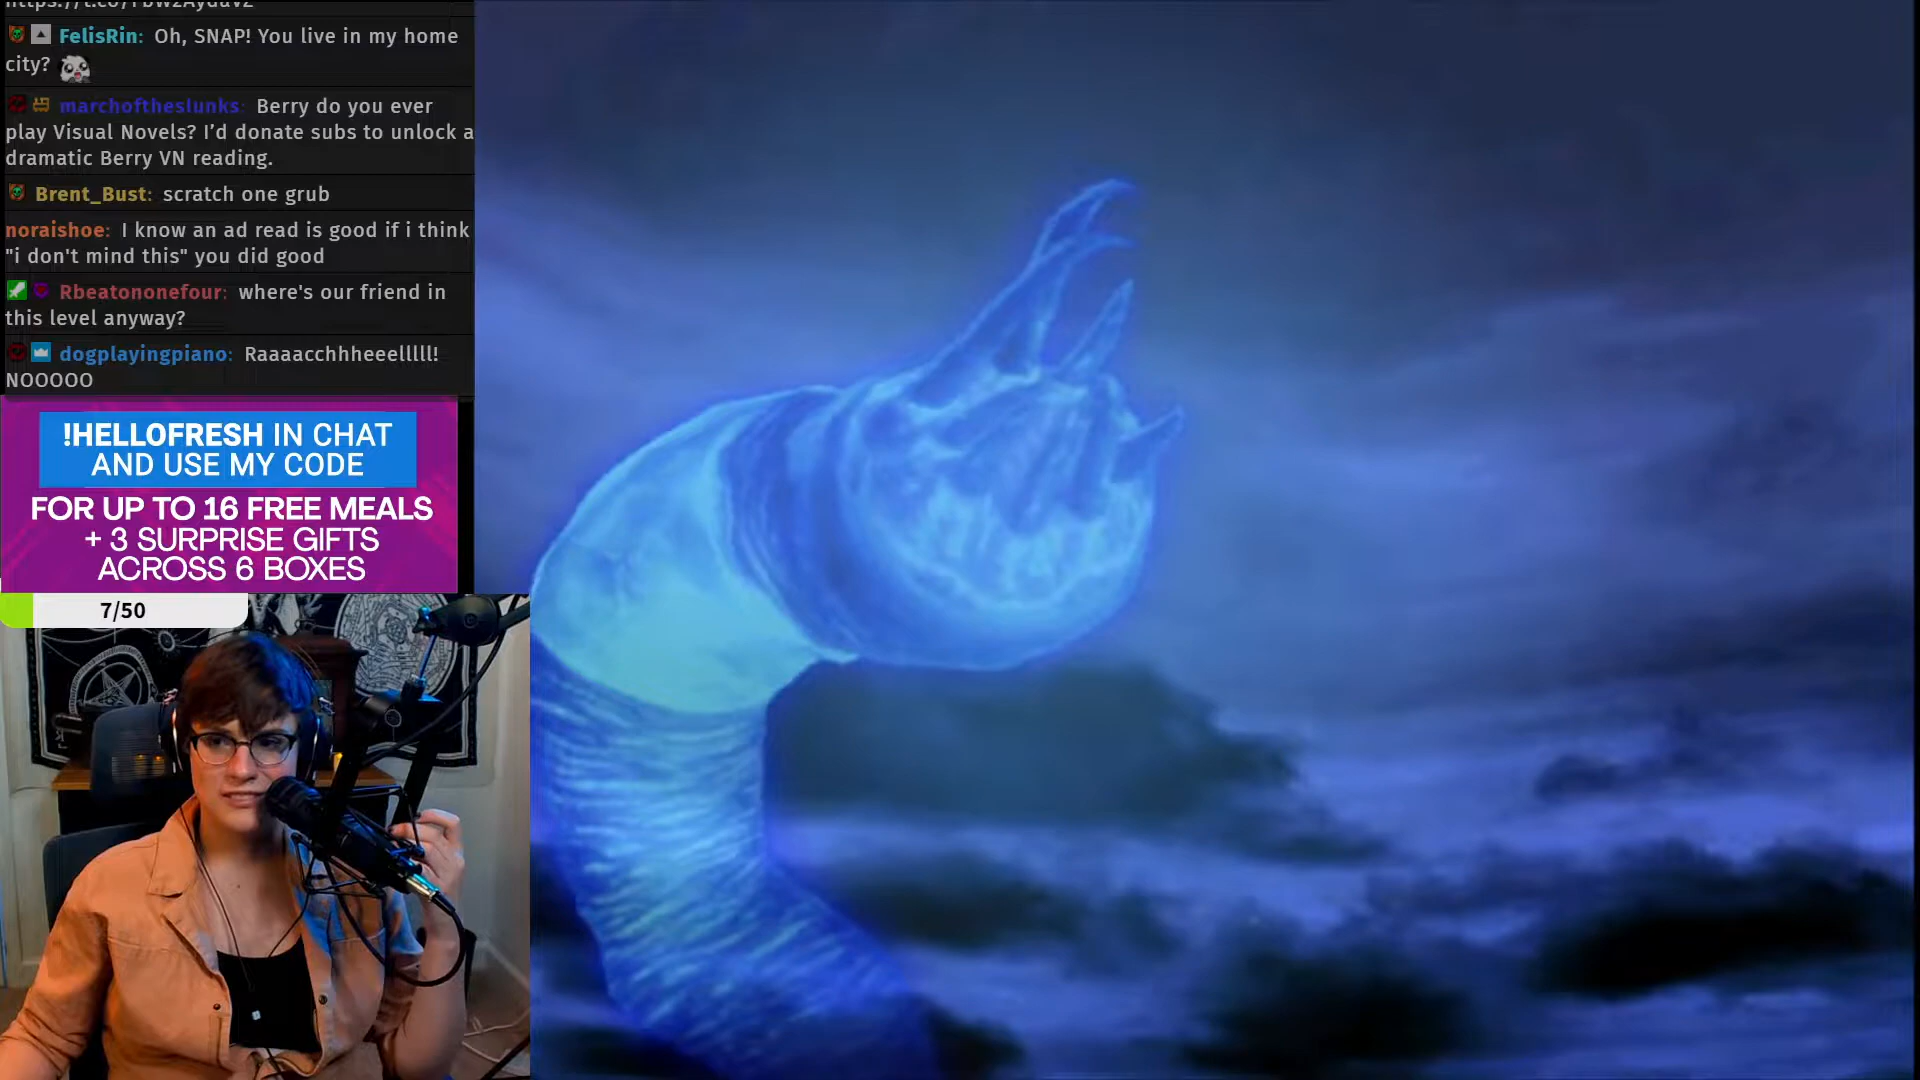 FelisRin: Oh, SNAP! You live in my home
city?
marchoftheslunks: Berry do you ever
play Visual Novels? I’d donate subs to unlock a
dramatic Berry VN reading.
Brent_Bust: scratch one grub
noraishoe: I know an ad read is good if i think
"i don't mind this" you did good
Rbeatononefour: where's our friend in
this level anyway?
dogplayingpiano: Raaaacchhheeelllll!
NOOOOO
!HELLOFRESH IN CHAT
AND USE MY CODE
FOR UP TO 16 FREE MEALS
+ 3 SURPRISE GIFTS
ACROSS 6 BOXES
7/50